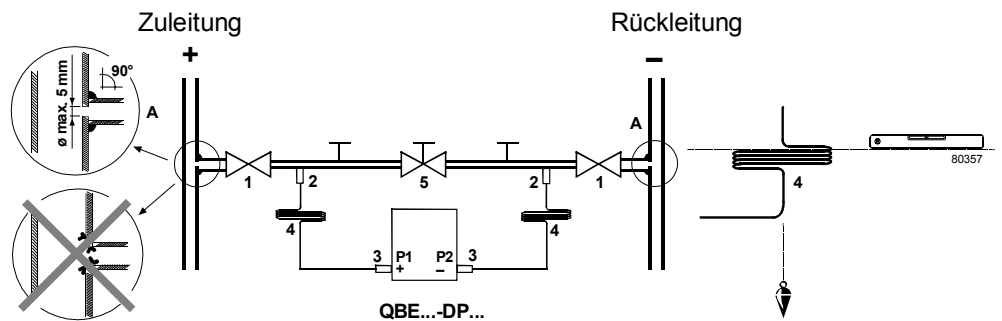 Zuleitung Rückleitung
+ –
90°
ø max. 5 mm
A A
1 2 5 2 1
80357
4
4 4
3 P1 P2 3
+ –
QBE...-DP...